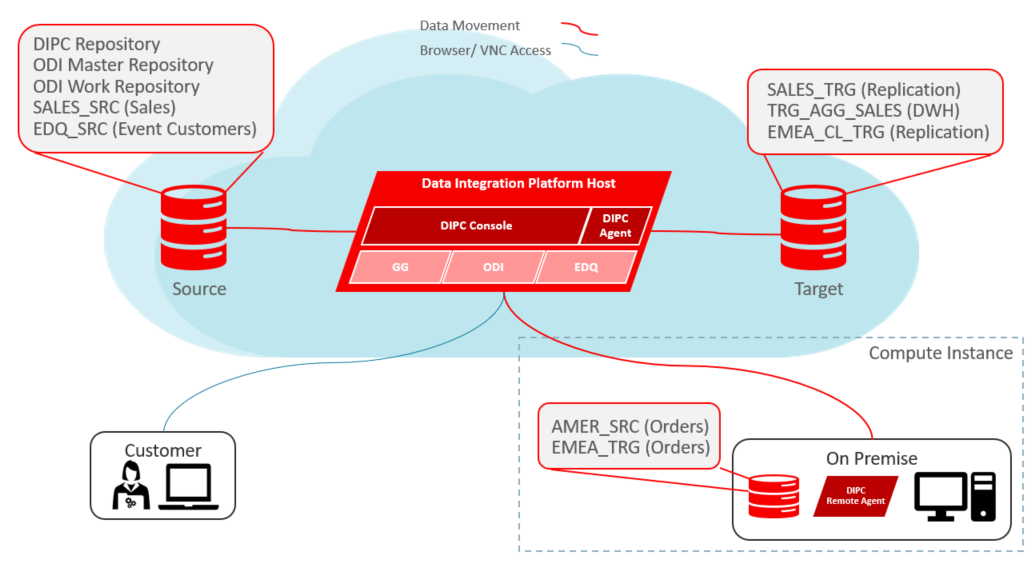 Data Movement
Browser/ VNC Access
DIPC Repository
ODI Master Repository
ODI Work Repository
SALES_SRC (Sales)
EDQ_SRC (Event Customers)
SALES_TRG (Replication)
TRG_AGG_SALES (DWH)
EMEA_CL_TRG (Replication)
Data Integration Platform Host
DIPC Console
DIPC
Agent
GG
ODI
EDQ
Source
Target
Compute Instance
AMER_SRC (Orders)
EMEA_TRG (Orders)
Customer
On Premise
DIPC
Remote Agent